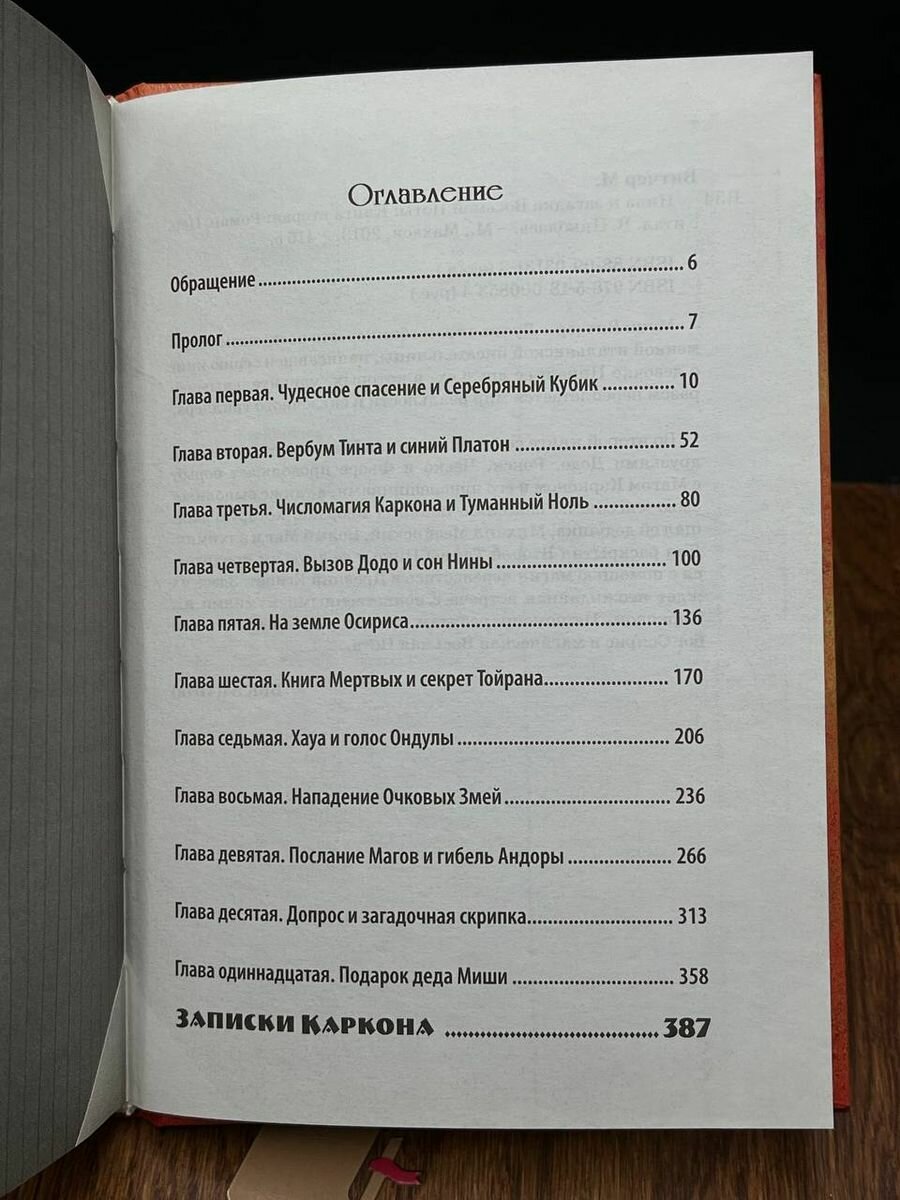 Оглавление
Обращение........................................................................ 6
Пролог.............................................................................. 7
Глава первая. Чудесное спасение и Серебряный Кубик ............. 10
Глава вторая. Вербум Тинта и синий Платон ............................. 52
Глава третья. Числомагия Каркона и Туманный Ноль ............... 80
Глава четвертая. Вызов Додо и сон Нины ................................ 100
Глава пятая. На земле Осириса............................................... 136
Глава шестая. Книга Мертвых и секрет Тойрана...................... 170
Глава седьмая. Хауа и голос Ондулы ...................................... 206
Глава восьмая. Нападение Очковых Змей .............................. 236
Глава девятая. Послание Магов и гибель Андоры ................... 266
Глава десятая. Допрос и загадочная скрипка.......................... 313
Глава одиннадцатая. Подарок деда Миши ............................. 358
Записки Каркона ........................................ 387